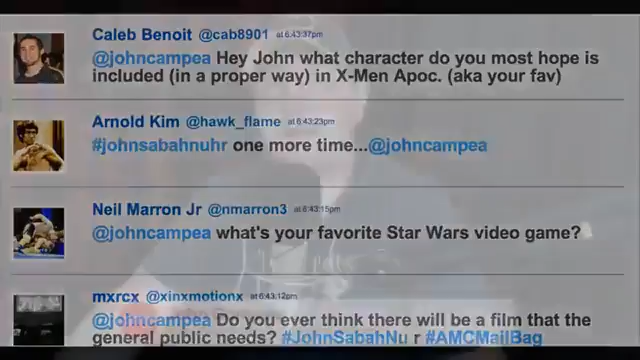 Caleb Benoit @cab8901 at 6:43:37pm
@johncampea Hey John what character do you most hope is
included (in a proper way) in X-Men Apoc. (aka your fav)
Arnold Kim @hawk_flame at 6:43:23pm
#johnsabahnuhr one more time...@johncampea
Neil Marron Jr @nmarron3 at 6:43:15pm
@johncampea what's your favorite Star Wars video game?
mxrcx @xinxmotionx at 6:43:12pm
@johncampea Do you ever think there will be a film that the
general public needs? #JohnSabahNu r #AMCMailBag